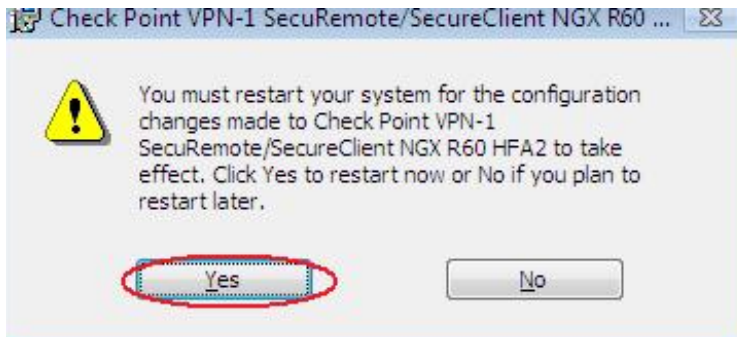 Check Point VPN-1 SecuRemote/SecureClient NGX R60 ...
You must restart your system for the configuration
changes made to Check Point VPN-1
SecuRemote/SecureClient NGX R60 HFA2 to take
effect. Click Yes to restart now or No if you plan to
restart later.
Yes No